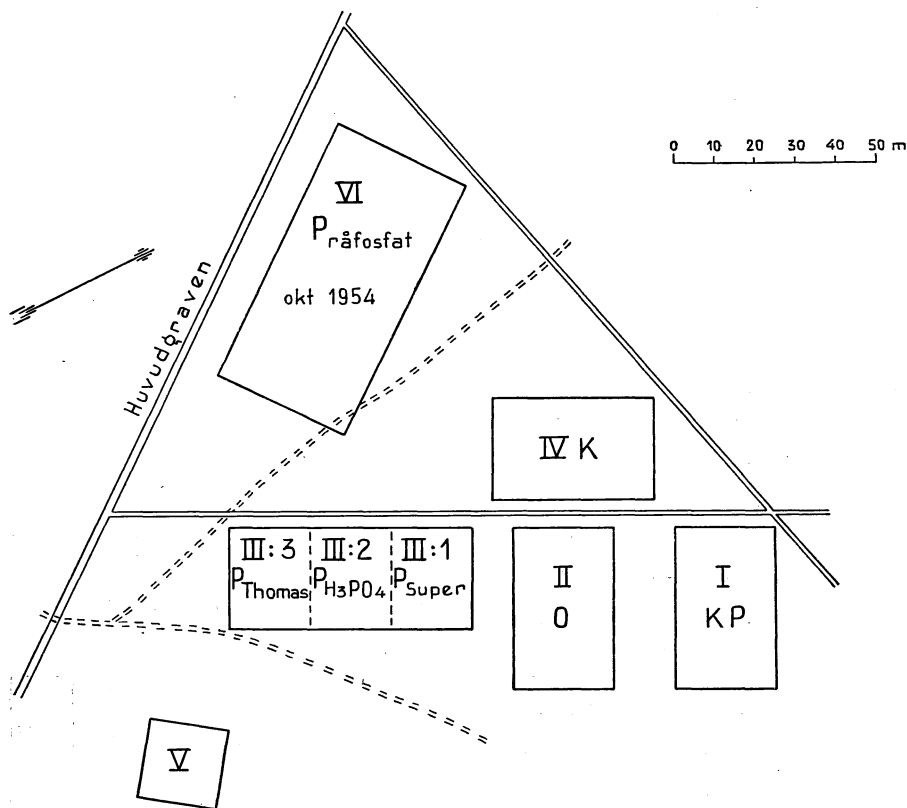 0 10 20 30 40 50 m
VI
P råfosfat
okt 1954
Huvudgraven
IV K
III:3 III:2 III:1
P Thomas P H3PO4 P Super
II
O
I
KP
V